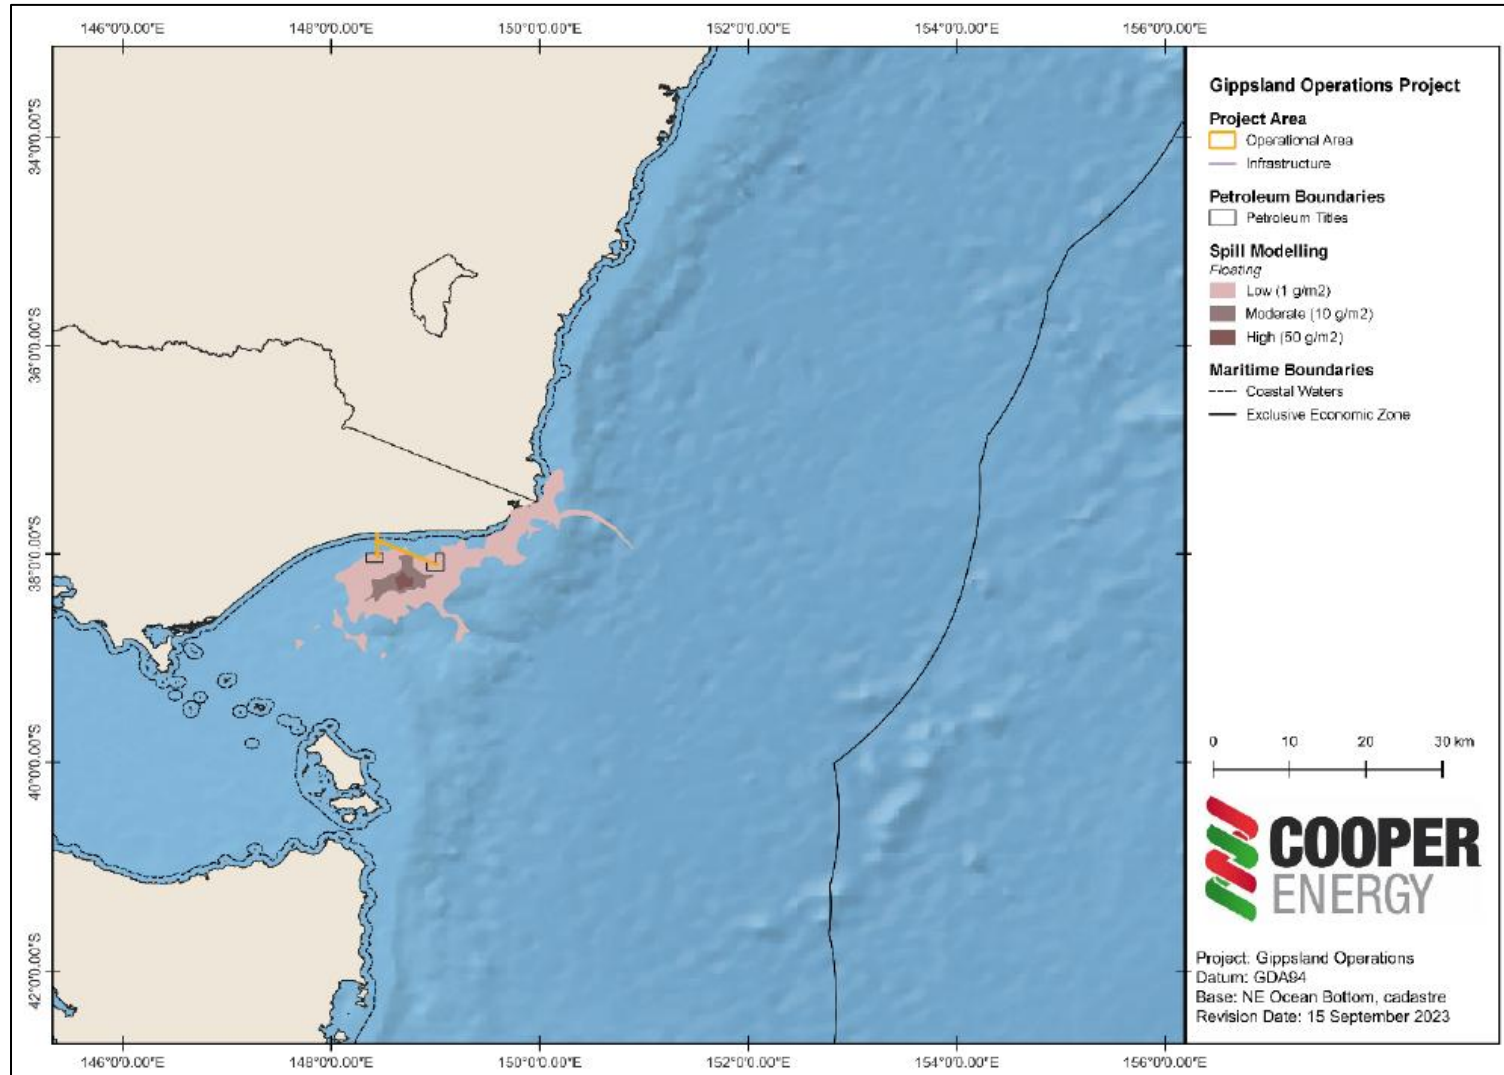 146°0'0.00"E 148°0'0.00"E 150°0'0.00"E 152°0'0.00"E 154°0'0.00"E 156°0'0.00"E
34°0'0.00"S
36°0'0.00"S
38°0'0.00"S
40°0'0.00"S
42°0'0.00"S
146°0'0.00"E 148°0'0.00"E 150°0'0.00"E 152°0'0.00"E 154°0'0.00"E 156°0'0.00"E
Gippsland Operations Project
Project Area
Operational Area
Infrastructure
Petroleum Boundaries
Petroleum Titles
Spill Modelling
Floating
Low (1 g/m2)
Moderate (10 g/m2)
High (50 g/m2)
Maritime Boundaries
Coastal Waters
Exclusive Economic Zone
0 10 20 30 km
COOPER
ENERGY
Project: Gippsland Operations
Datum: GDA94
Base: NE Ocean Bottom, cadastre
Revision Date: 15 September 2023